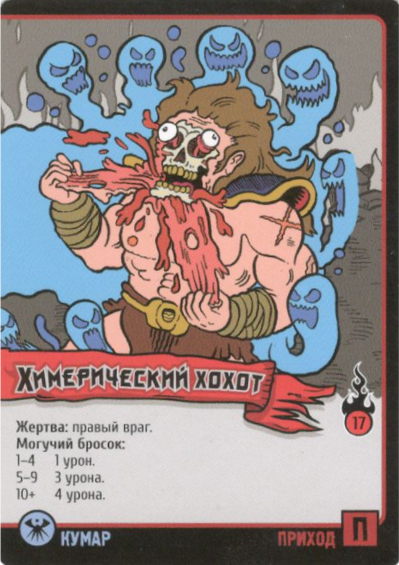 Химерический хохот
17
Жертва: правый враг.
Могучий бросок:
1–4 1 урон.
5–9 3 урона.
10+ 4 урона.
КУМАР
ПРИХОД П